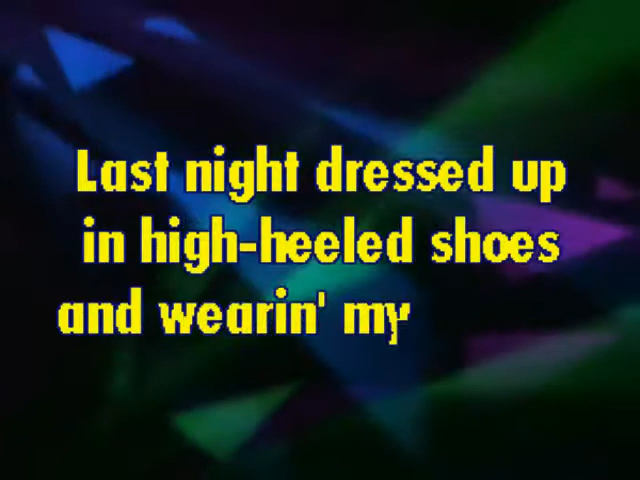 Last night dressed up
in high-heeled shoes
and wearin' my